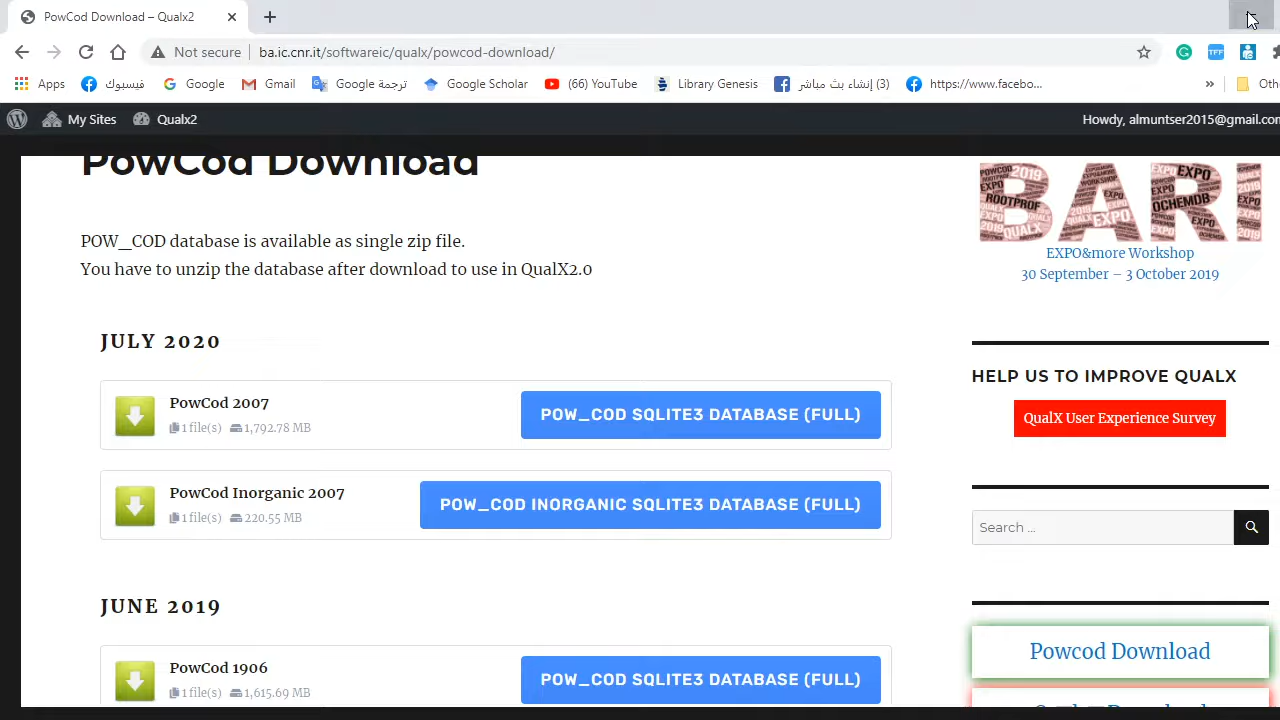 PowCod Download – Qualx2
Not secure
ba.ic.cnr.it/softwareic/qualx/powcod-download/
Apps
فيسبوك
Google
Gmail
ترجمة Google
Google Scholar
(66) YouTube
Library Genesis
(3) إنشاء بث مباشر
https://www.facebo...
»
Oth
My Sites
Qualx2
Howdy, almuntser2015@gmail.con
PowCod Download
POW_COD database is available as single zip file.
You have to unzip the database after download to use in QualX2.0
JULY 2020
PowCod 2007
1 file(s) 1,792.78 MB
POW_COD SQLITE3 DATABASE (FULL)
PowCod Inorganic 2007
1 file(s) 220.55 MB
POW_COD INORGANIC SQLITE3 DATABASE (FULL)
JUNE 2019
PowCod 1906
1 file(s) 1,615.69 MB
POW_COD SQLITE3 DATABASE (FULL)
BARI
EXPO&more Workshop
30 September – 3 October 2019
HELP US TO IMPROVE QUALX
QualX User Experience Survey
Search ...
Powcod Download